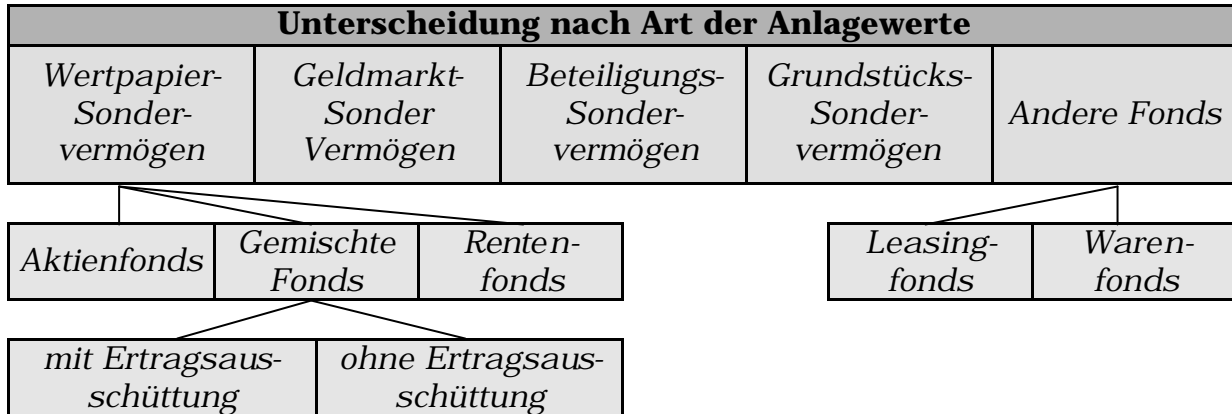 Unterscheidung nach Art der Anlagewerte
Wertpapier-
Sonder-
vermögen
Geldmarkt-
Sonder
Vermögen
Beteiligungs-
Sonder-
vermögen
Grundstücks-
Sonder-
vermögen
Andere Fonds
Aktienfonds
Gemischte
Fonds
Renten-
fonds
Leasing-
fonds
Waren-
fonds
mit Ertragsaus-
schüttung
ohne Ertragsaus-
schüttung